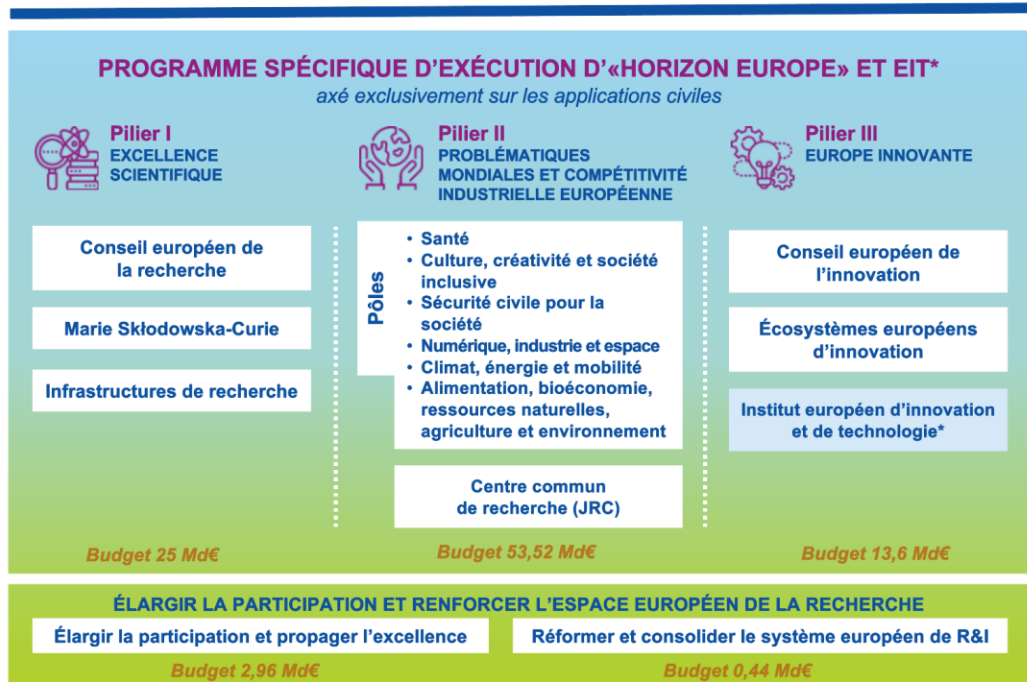 PROGRAMME SPÉCIFIQUE D’EXÉCUTION D’«HORIZON EUROPE» ET EIT*
axé exclusivement sur les applications civiles
Pilier I
EXCELLENCE
SCIENTIFIQUE
Conseil européen de
la recherche
Marie Skłodowska-Curie
Infrastructures de recherche
Budget 25 Md€
Pilier II
PROBLÉMATIQUES
MONDIALES ET COMPÉTITIVITÉ
INDUSTRIELLE EUROPÉENNE
Pôles
• Santé
• Culture, créativité et société
inclusive
• Sécurité civile pour la
société
• Numérique, industrie et espace
• Climat, énergie et mobilité
• Alimentation, bioéconomie,
ressources naturelles,
agriculture et environnement
Centre commun
de recherche (JRC)
Budget 53,52 Md€
Pilier III
EUROPE INNOVANTE
Conseil européen de
l’innovation
Écosystèmes européens
d’innovation
Institut européen d’innovation
et de technologie*
Budget 13,6 Md€
ÉLARGIR LA PARTICIPATION ET RENFORCER L’ESPACE EUROPÉEN DE LA RECHERCHE
Élargir la participation et propager l’excellence
Budget 2,96 Md€
Réformer et consolider le système européen de R&I
Budget 0,44 Md€